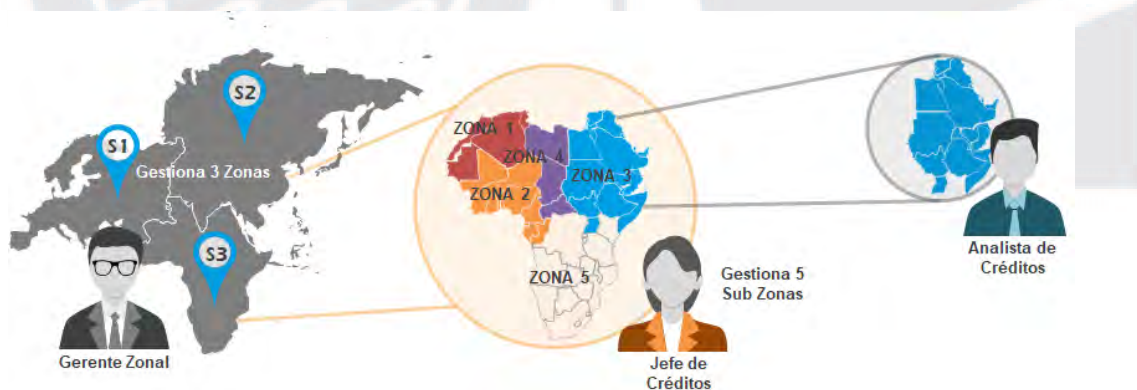 S2
S1
Gestiona 3 Zonas
S3
Gerente Zonal
ZONA 1
ZONA 4
ZONA 3
ZONA 2
ZONA 5
Gestiona 5
Sub Zonas
Jefe de
Créditos
Analista de
Créditos